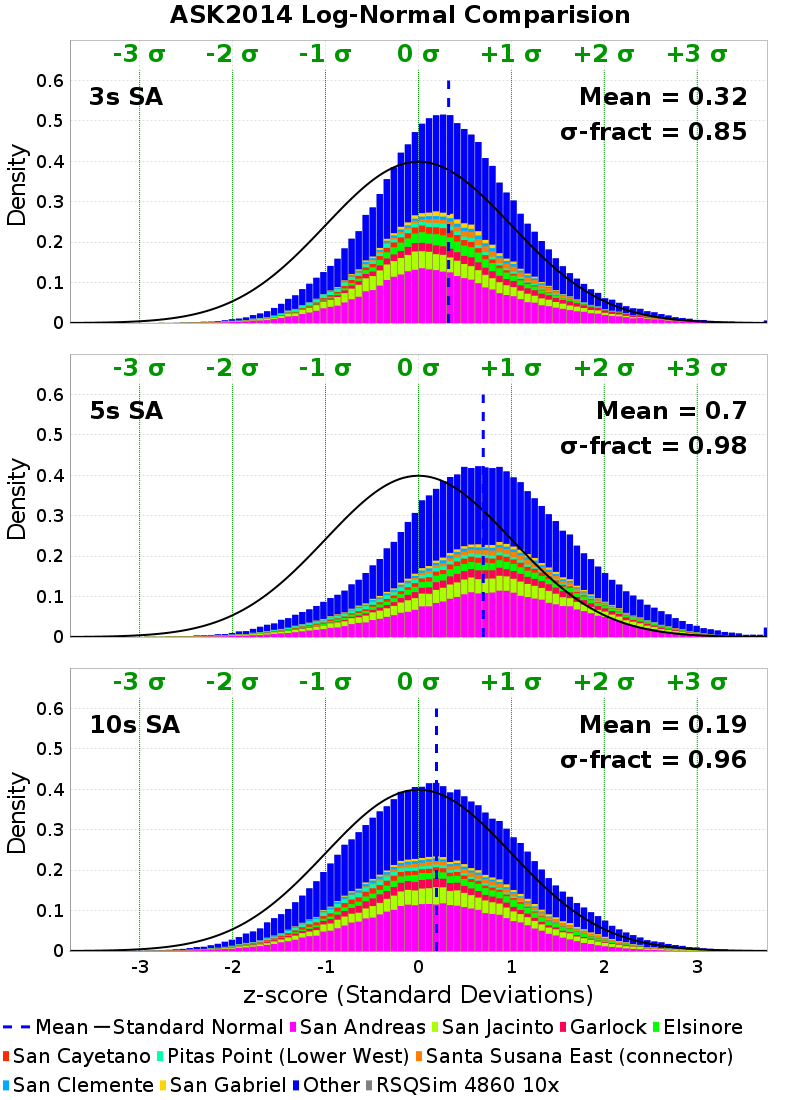 ASK2014 Log-Normal Comparision
-3 σ -2 σ -1 σ 0 σ +1 σ +2 σ +3 σ
3s SA
Mean = 0.32
σ-fract = 0.85
Density
0.6
0.5
0.4
0.3
0.2
0.1
0
-3 σ -2 σ -1 σ 0 σ +1 σ +2 σ +3 σ
5s SA
Mean = 0.7
σ-fract = 0.98
Density
0.6
0.5
0.4
0.3
0.2
0.1
0
-3 σ -2 σ -1 σ 0 σ +1 σ +2 σ +3 σ
10s SA
Mean = 0.19
σ-fract = 0.96
Density
0.6
0.5
0.4
0.3
0.2
0.1
0
-3 -2 -1 0 1 2 3
z-score (Standard Deviations)
Mean Standard Normal San Andreas San Jacinto Garlock Elsinore
San Cayetano Pitas Point (Lower West) Santa Susana East (connector)
San Clemente San Gabriel Other RSQSim 4860 10x